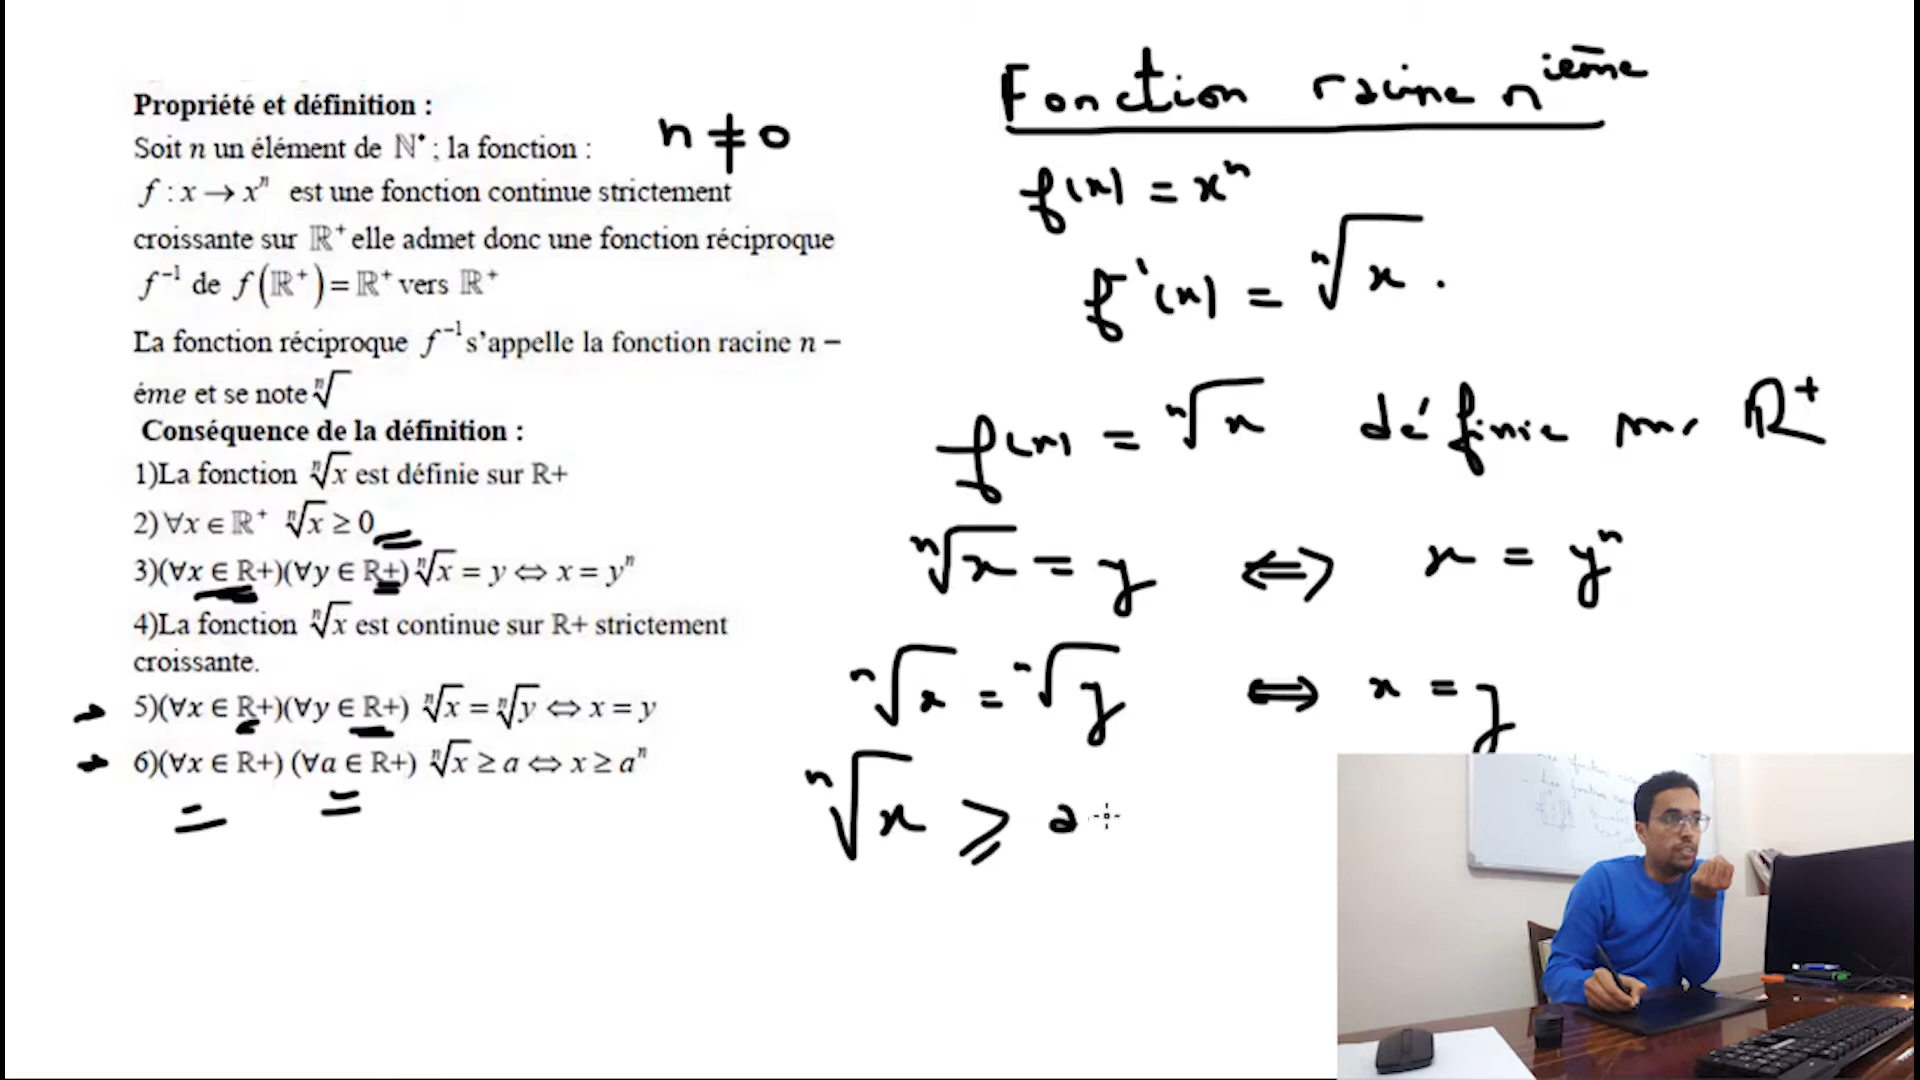 Propriété et définition :
Soit n un élément de ℕ* ; la fonction :
f : x → xⁿ est une fonction continue strictement
croissante sur ℝ⁺ elle admet donc une fonction réciproque
f⁻¹ de f(ℝ⁺) = ℝ⁺ vers ℝ⁺
La fonction réciproque f⁻¹ s'appelle la fonction racine n –
éme et se note ⁿ√
Conséquence de la définition :
1)La fonction ⁿ√x est définie sur R+
2) ∀x ∈ ℝ⁺ ⁿ√x ≥ 0
3)(∀x ∈ R+)(∀y ∈ R+) ⁿ√x = y ⇔ x = yⁿ
4)La fonction ⁿ√x est continue sur R+ strictement
croissante.
5)(∀x ∈ R+)(∀y ∈ R+) ⁿ√x = ⁿ√y ⇔ x = y
6)(∀x ∈ R+) (∀a ∈ R+) ⁿ√x ≥ a ⇔ x ≥ aⁿ
n ≠ 0
Fonction racine nième
f(x) = xⁿ
f⁻¹(x) = ⁿ√x .
f(x) = ⁿ√x définie sur R⁺
ⁿ√x = y ⇔ x = yⁿ
ⁿ√x = ⁿ√y ⇔ x = y
ⁿ√x ⩾ a